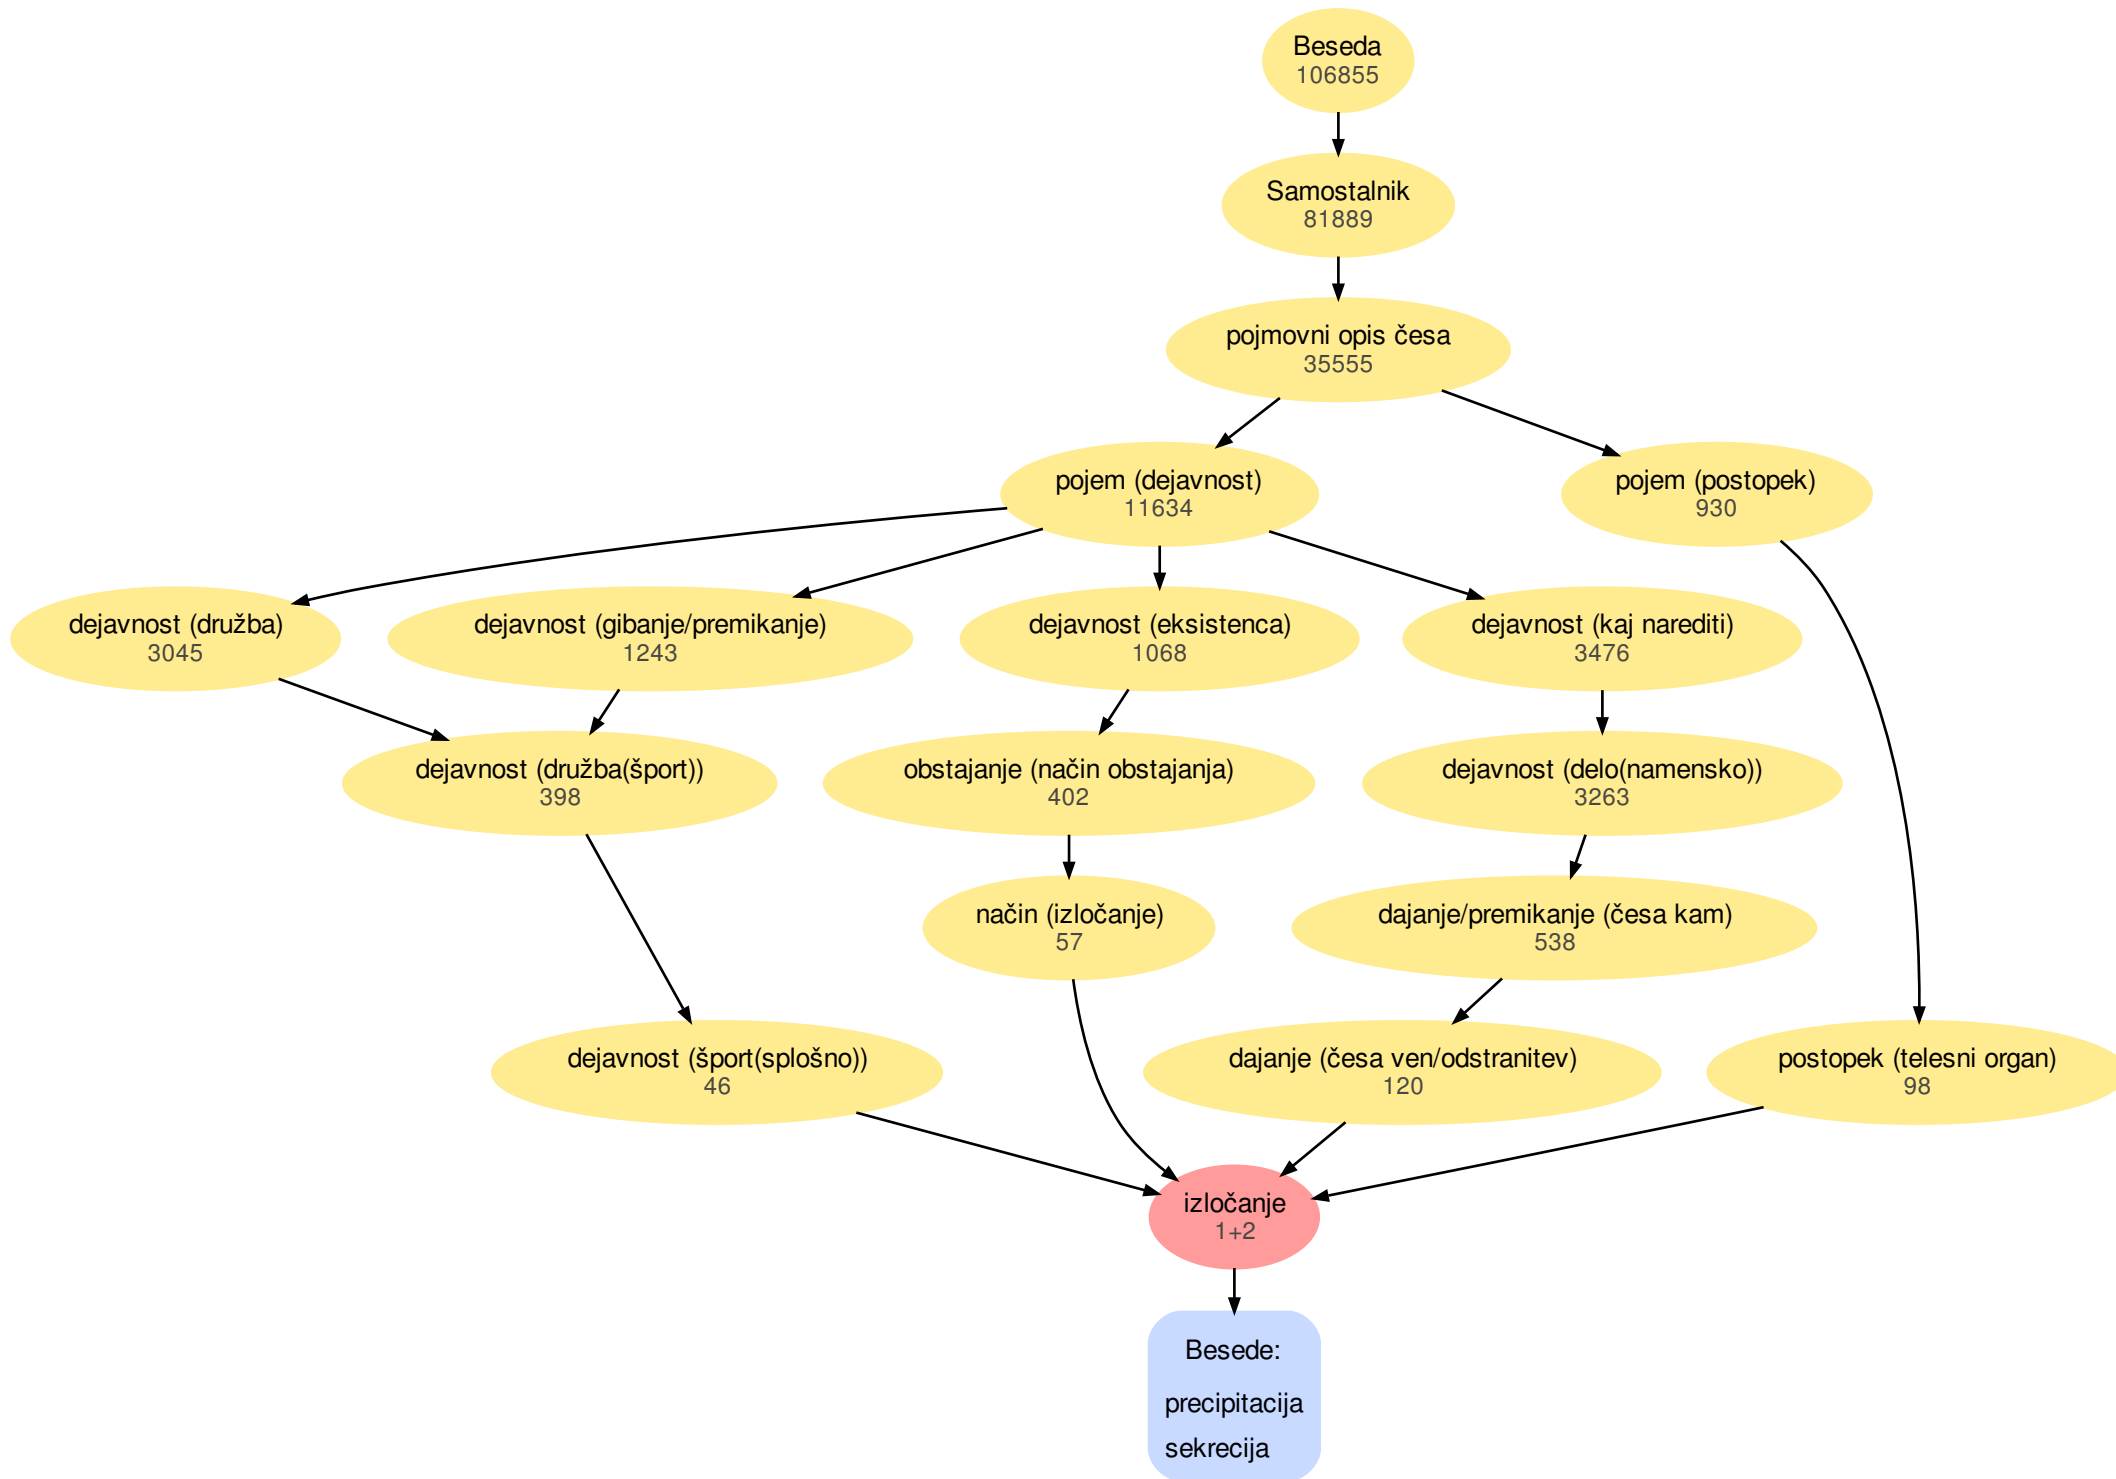 Beseda
106855
Samostalnik
81889
pojmovni opis česa
35555
pojem (dejavnost)
11634
pojem (postopek)
930
dejavnost (družba)
3045
dejavnost (gibanje/premikanje)
1243
dejavnost (eksistenca)
1068
dejavnost (kaj narediti)
3476
dejavnost (družba(šport))
398
obstajanje (način obstajanja)
402
dejavnost (delo(namensko))
3263
način (izločanje)
57
dajanje/premikanje (česa kam)
538
dejavnost (šport(splošno))
46
dajanje (česa ven/odstranitev)
120
postopek (telesni organ)
98
izločanje
1+2
Besede:
precipitacija
sekrecija